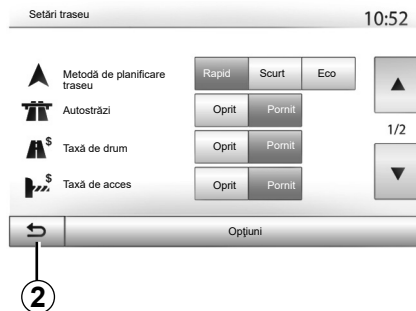 Setări traseu 10:52
Metodă de planificare traseu Rapid Scurt Eco
Autostrăzi Oprit Pornit
1/2
$ Taxă de drum Oprit Pornit
$ Taxă de acces Oprit Pornit
Opţiuni
2